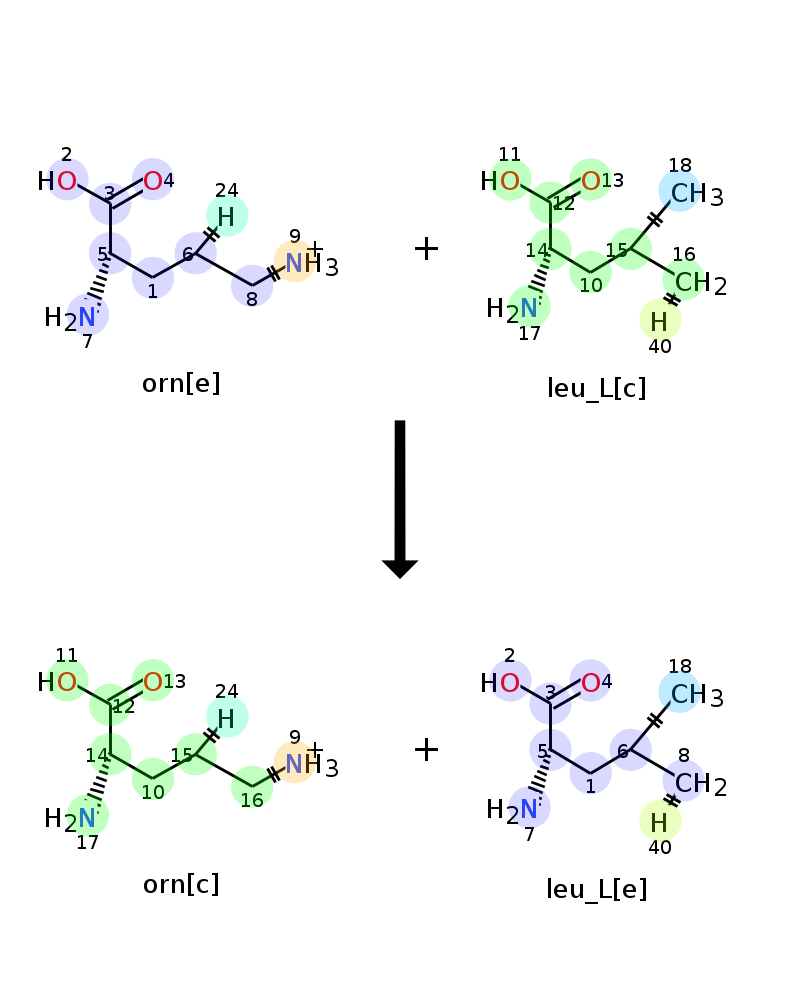 2 HO 3 O 4 24 H 9 NH3+ 5 6 1 8 H2N 7
orn[e]
+
11 HO 12 O 13 18 CH3 14 15 16 CH2 10 H2N 17 H 40
leu_L[c]
11 HO 12 O 13 24 H 9 NH3+ 14 15 10 16 H2N 17
orn[c]
+
2 HO 3 O 4 18 CH3 5 6 8 CH2 1 H2N 7 H 40
leu_L[e]